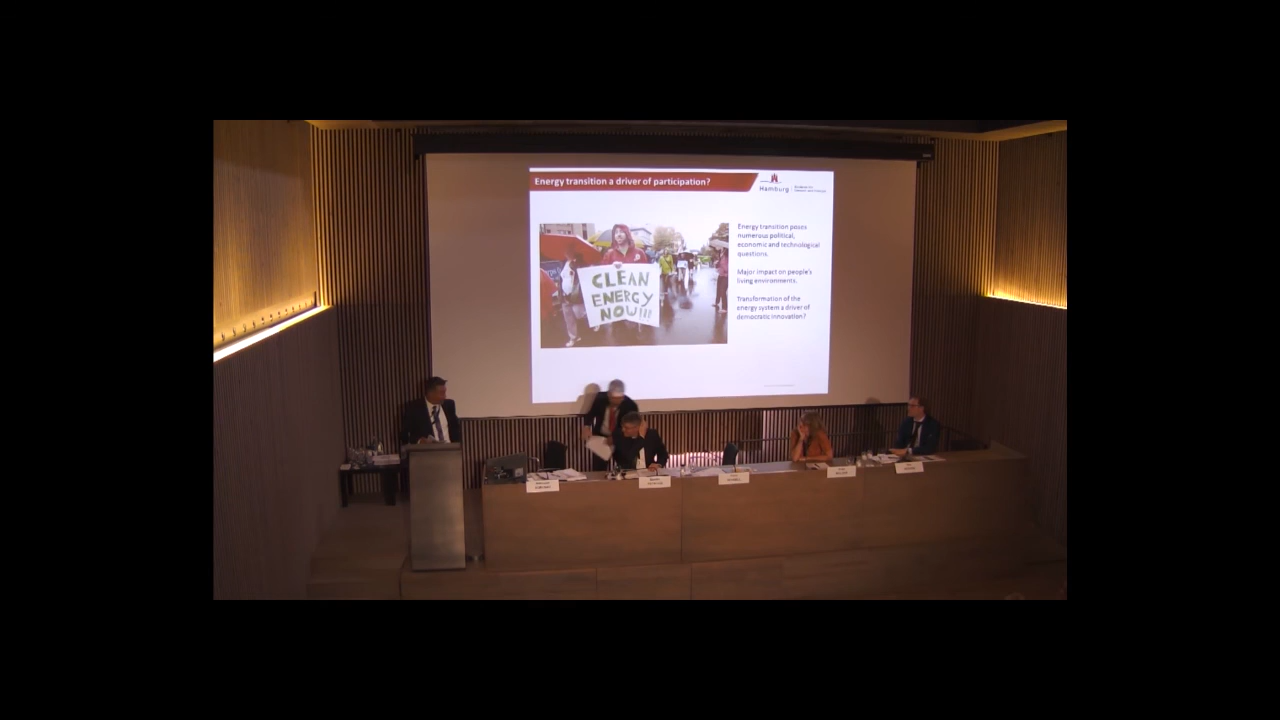 Energy transition a driver of participation?
Hamburg
CLEAN
ENERGY
NOW!!!
Energy transition poses
numerous political,
economic and technological
questions.
Major impact on people's
living environments.
Transformation of the
energy system a driver of
democratic innovation?